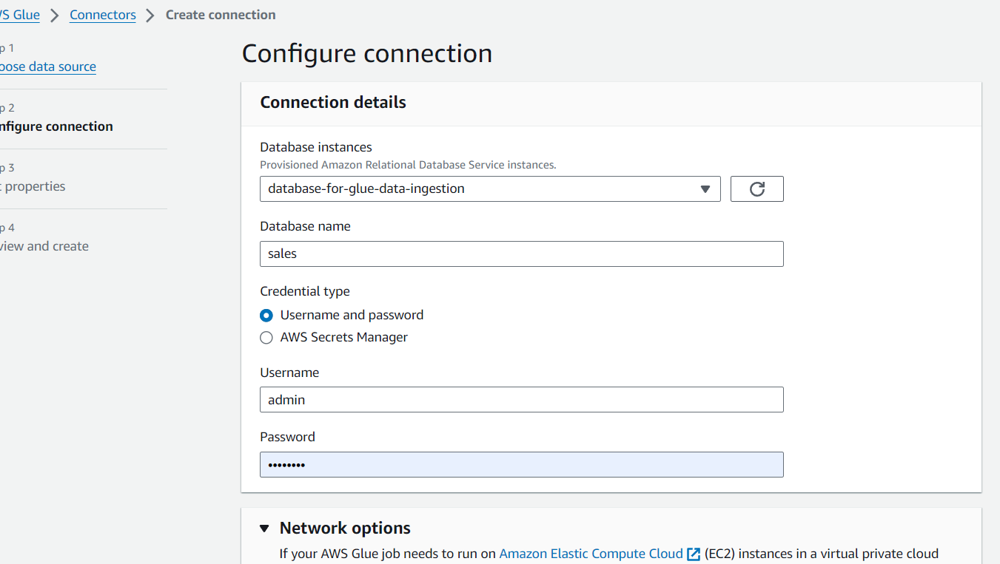 /S Glue > Connectors > Create connection
p 1
oose data source
p 2
nfigure connection
p 3
t properties
p 4
view and create
Configure connection
Connection details
Database instances
Provisioned Amazon Relational Database Service instances.
database-for-glue-data-ingestion
Database name
sales
Credential type
Username and password
AWS Secrets Manager
Username
admin
Password
••••••••
Network options
If your AWS Glue job needs to run on Amazon Elastic Compute Cloud (EC2) instances in a virtual private cloud